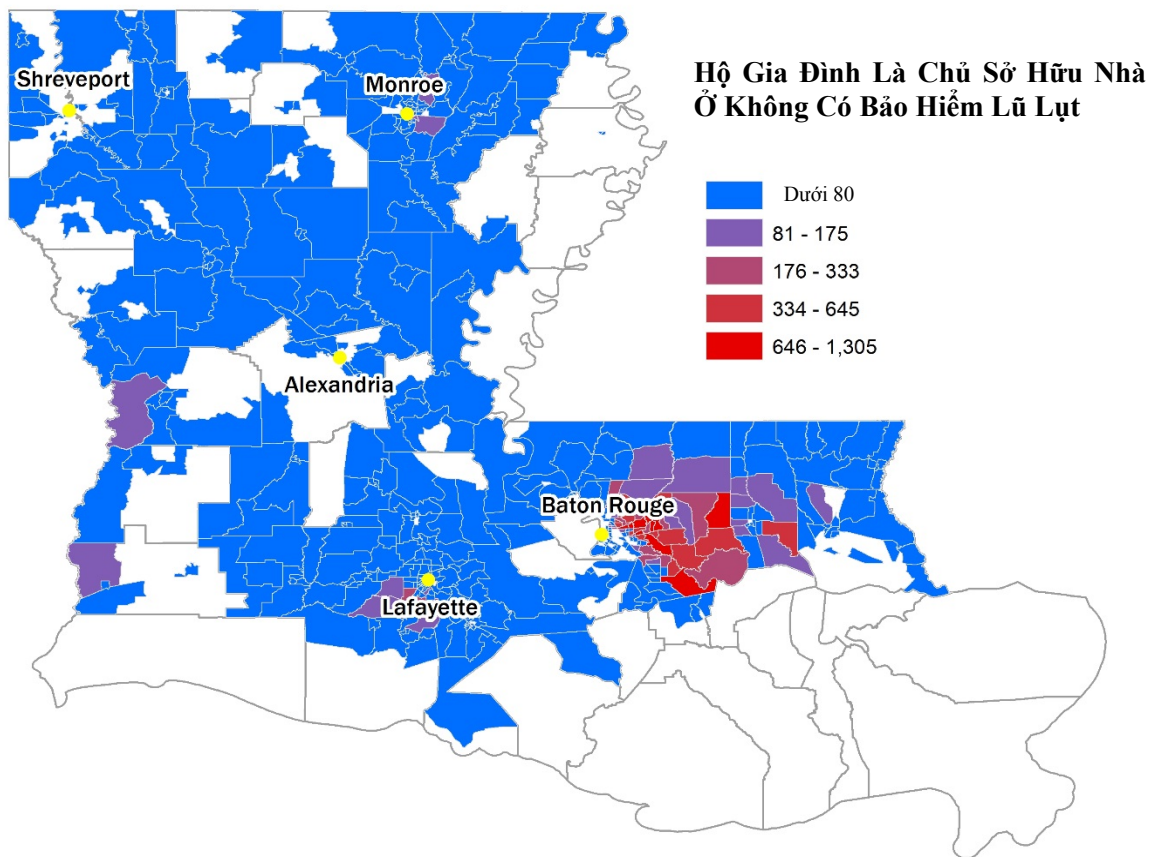 Hộ Gia Đình Là Chủ Sở Hữu Nhà
Ở Không Có Bảo Hiểm Lũ Lụt
Shreveport
Monroe
Dưới 80
81 - 175
176 - 333
334 - 645
646 - 1,305
Alexandria
Baton Rouge
Lafayette